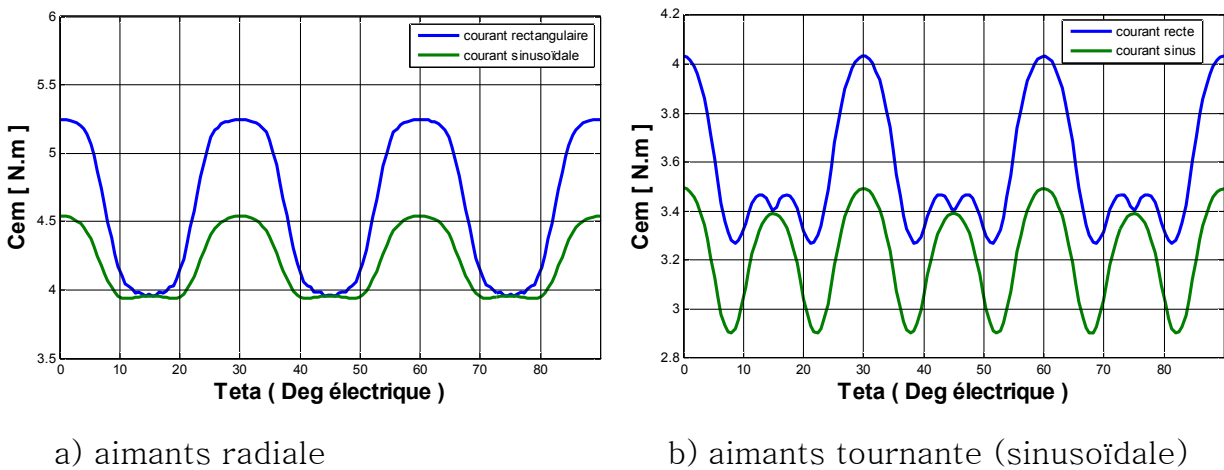 6
5.5
5
4.5
4
3.5
0 10 20 30 40 50 60 70 80
Cem [ N.m ]
Teta ( Deg électrique )
courant rectangulaire
courant sinusoïdale
4.2
4
3.8
3.6
3.4
3.2
3
2.8
0 10 20 30 40 50 60 70 80
Cem [ N.m ]
Teta ( Deg électrique )
courant recte
courant sinus
a) aimants radiale
b) aimants tournante (sinusoïdale)